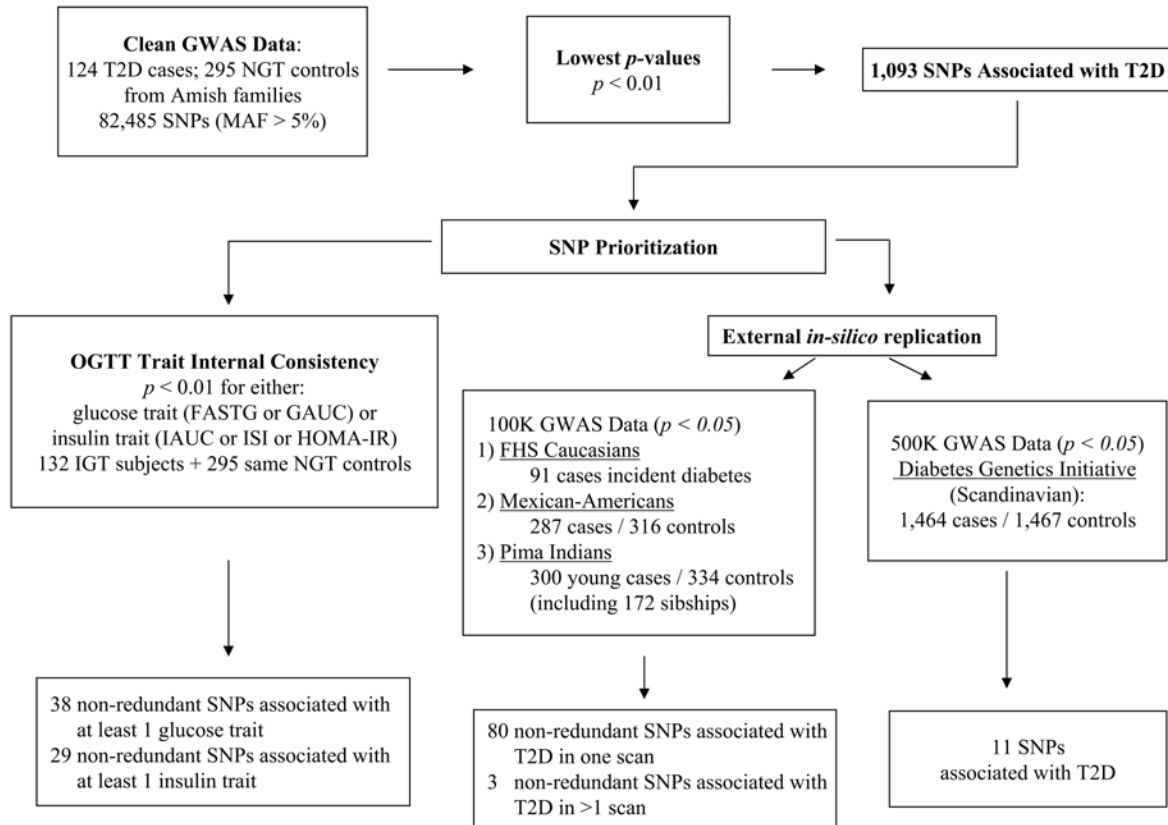 Clean GWAS Data:
124 T2D cases; 295 NGT controls
from Amish families
82,485 SNPs (MAF > 5%)
Lowest p-values
p < 0.01
1,093 SNPs Associated with T2D
SNP Prioritization
OGTT Trait Internal Consistency
p < 0.01 for either:
glucose trait (FASTG or GAUC) or
insulin trait (IAUC or ISI or HOMA-IR)
132 IGT subjects + 295 same NGT controls
External in-silico replication
100K GWAS Data (p < 0.05)
1) FHS Caucasians
91 cases incident diabetes
2) Mexican-Americans
287 cases / 316 controls
3) Pima Indians
300 young cases / 334 controls
(including 172 sibships)
500K GWAS Data (p < 0.05)
Diabetes Genetics Initiative
(Scandinavian):
1,464 cases / 1,467 controls
38 non-redundant SNPs associated with
at least 1 glucose trait
29 non-redundant SNPs associated with
at least 1 insulin trait
80 non-redundant SNPs associated with
T2D in one scan
3 non-redundant SNPs associated with
T2D in >1 scan
11 SNPs
associated with T2D